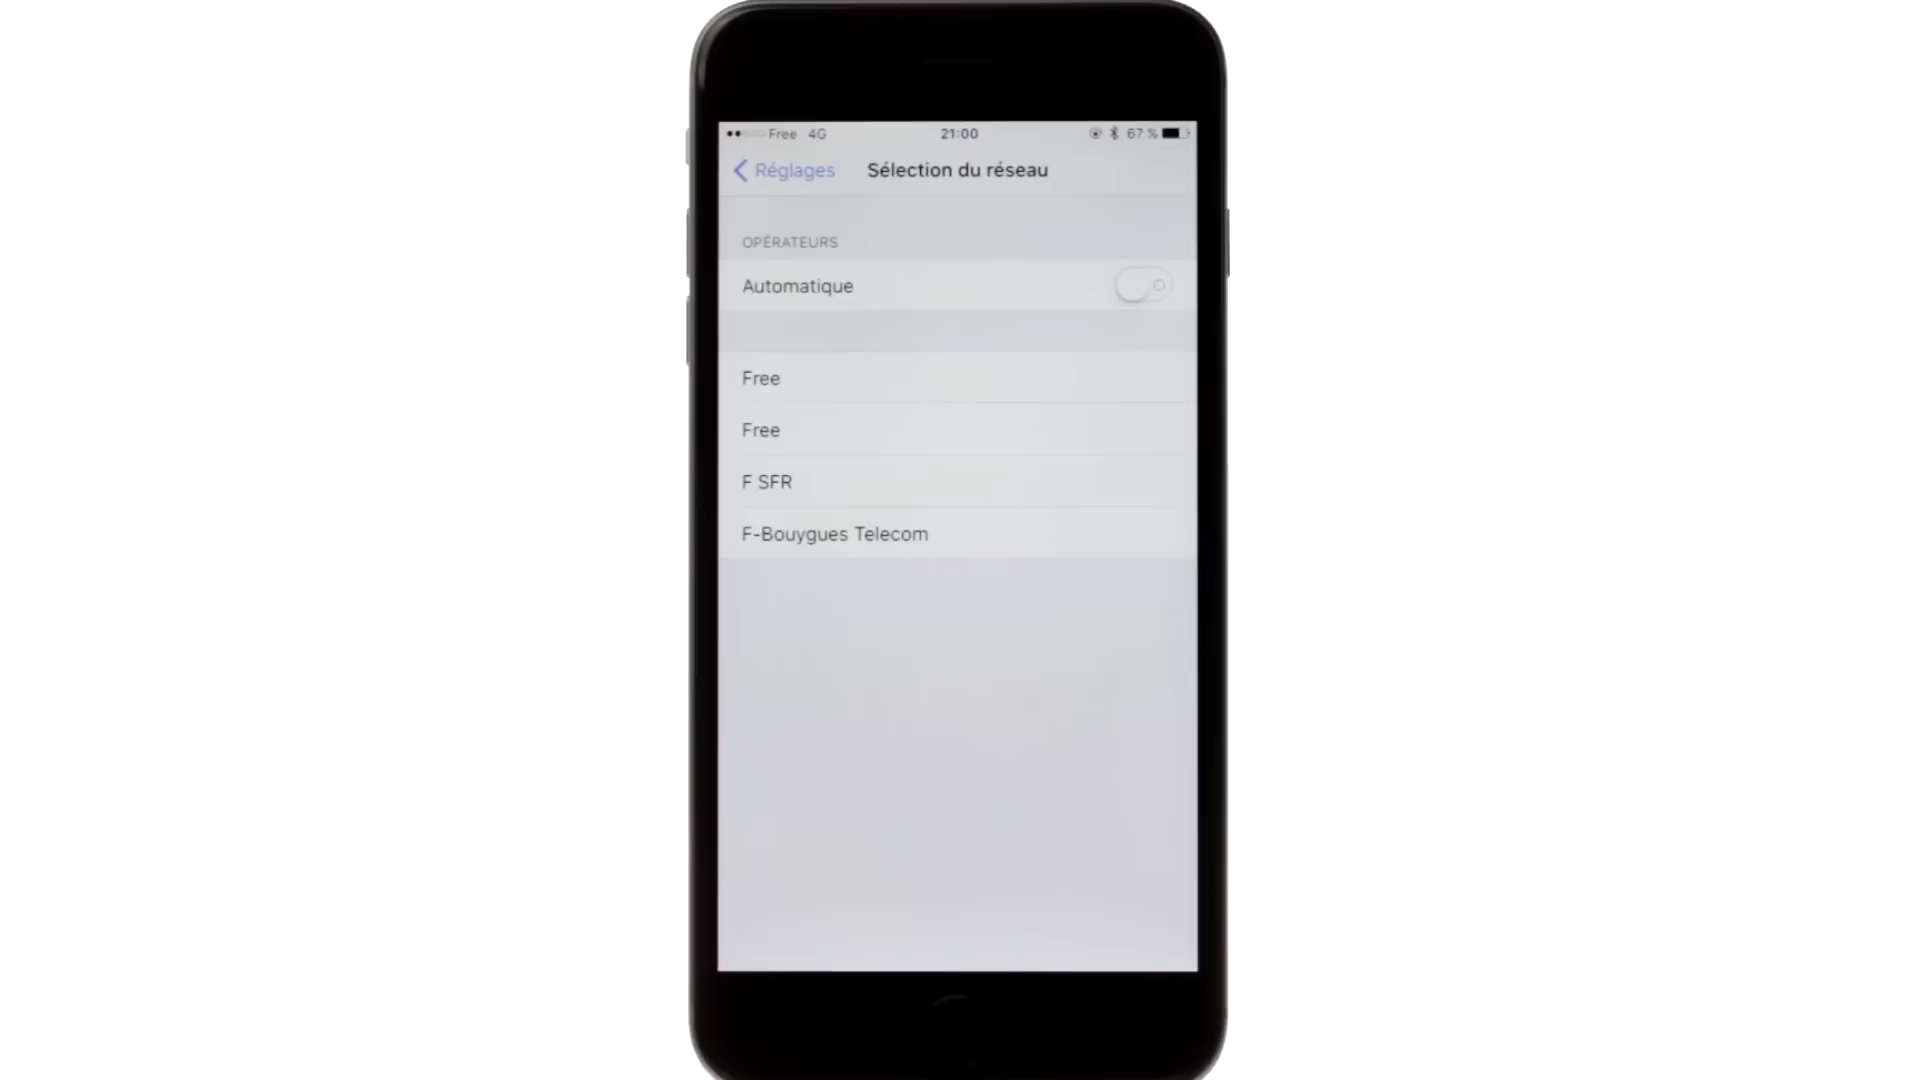 Free 4G 21:00 67 %
Réglages Sélection du réseau
OPÉRATEURS
Automatique
Free
Free
F SFR
F-Bouygues Telecom